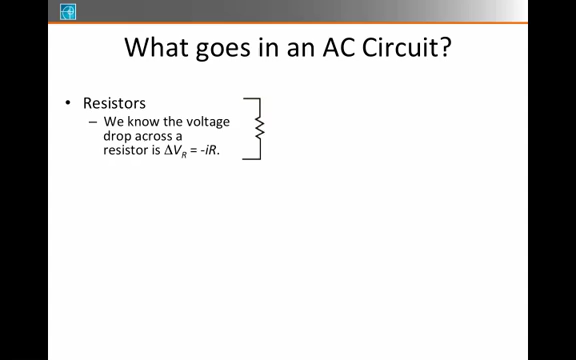 What goes in an AC Circuit?
• Resistors
– We know the voltage
drop across a
resistor is ΔV_R = -iR.